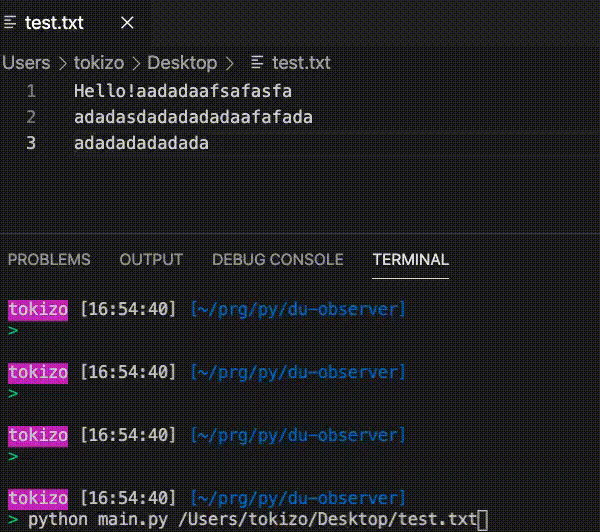 test.txt
Users > tokizo > Desktop > test.txt
1 Hello!aadadaafsafasfa
2 adadasdadadadadaafafada
3 adadadadadada
PROBLEMS OUTPUT DEBUG CONSOLE TERMINAL
tokizo [16:54:40] [~/prg/py/du-observer]
>
tokizo [16:54:40] [~/prg/py/du-observer]
>
tokizo [16:54:40] [~/prg/py/du-observer]
>
tokizo [16:54:40] [~/prg/py/du-observer]
> python main.py /Users/tokizo/Desktop/test.txt